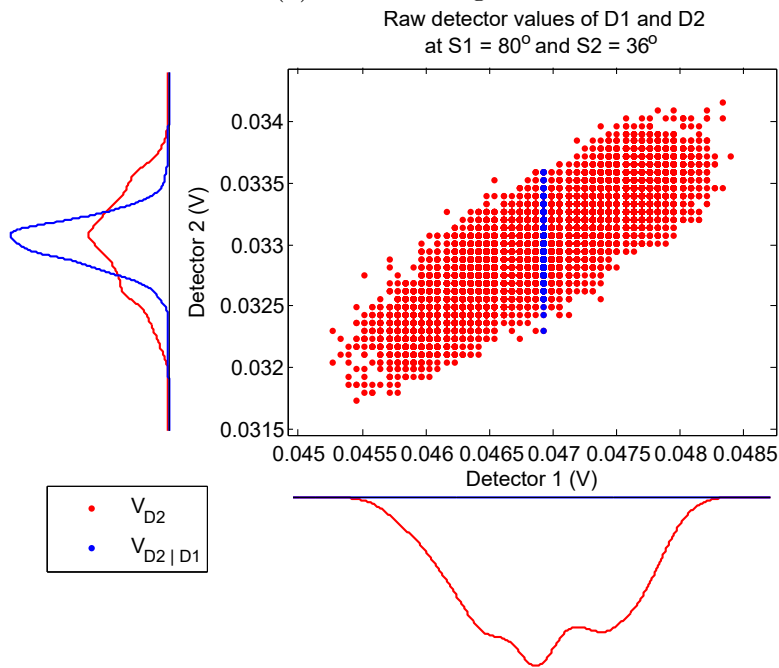 Raw detector values of D1 and D2
at S1 = 80° and S2 = 36°
0.034
0.0335
0.033
0.0325
0.032
0.0315
Detector 2 (V)
0.045 0.0455 0.046 0.0465 0.047 0.0475 0.048 0.0485
Detector 1 (V)
V_D2
V_D2 | D1